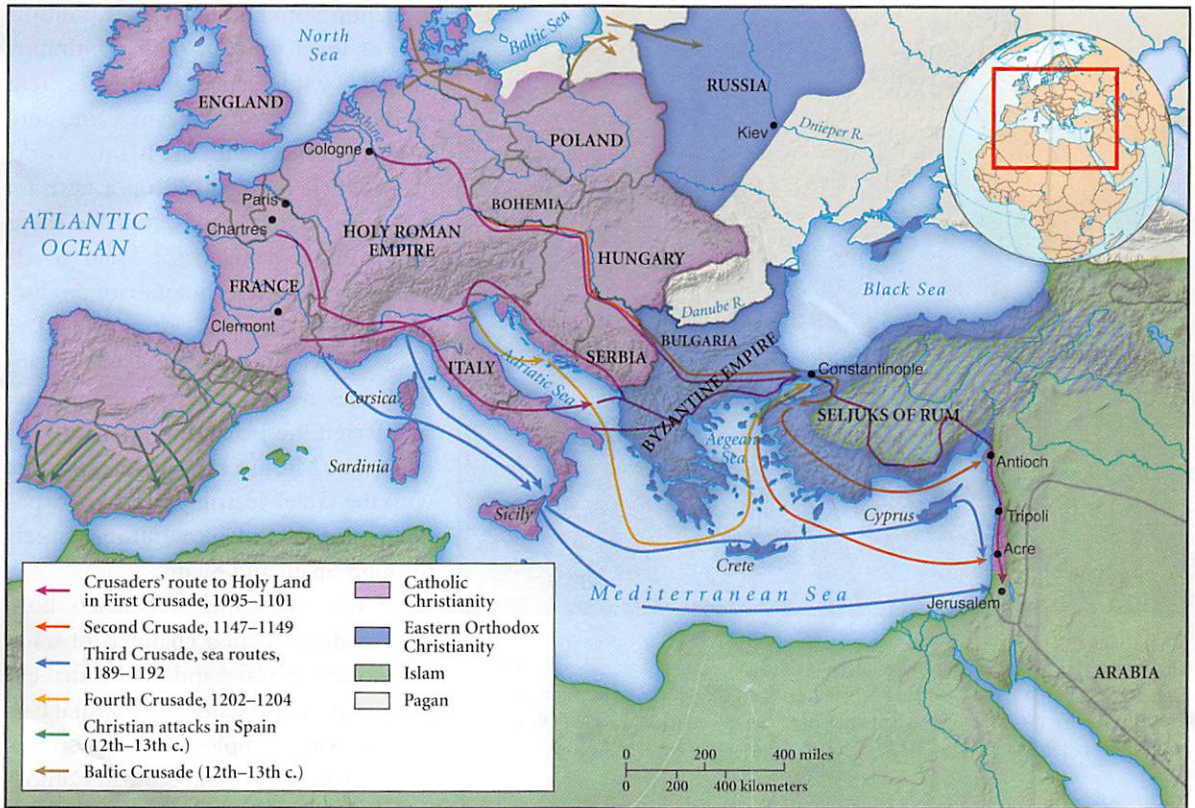 North
Sea
Baltic Sea
RUSSIA
ENGLAND
Kiev
Dnieper R.
Rhine R.
Cologne
POLAND
Paris
BOHEMIA
Chartres
ATLANTIC
OCEAN
HOLY ROMAN
EMPIRE
HUNGARY
FRANCE
Black Sea
Clermont
Danube R.
BULGARIA
SERBIA
ITALY
Adriatic Sea
Constantinople
Corsica
BYZANTINE EMPIRE
SELJUKS OF RUM
Aegean
Sea
Sardinia
Antioch
Sicily
Cyprus
Tripoli
Crete
Acre
Mediterranean Sea
Jerusalem
ARABIA
Crusaders' route to Holy Land
in First Crusade, 1095–1101
Second Crusade, 1147–1149
Third Crusade, sea routes,
1189–1192
Fourth Crusade, 1202–1204
Christian attacks in Spain
(12th–13th c.)
Baltic Crusade (12th–13th c.)
Catholic
Christianity
Eastern Orthodox
Christianity
Islam
Pagan
0 200 400 miles
0 200 400 kilometers